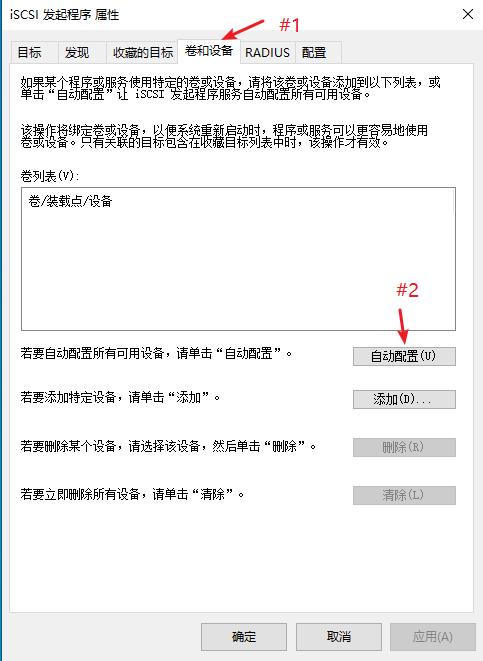 iSCSI 发起程序 属性
#1
目标 发现 收藏的目标 卷和设备 RADIUS 配置
如果某个程序或服务使用特定的卷或设备，请将该卷或设备添加到以下列表，或
单击“自动配置”让 iSCSI 发起程序服务自动配置所有可用设备。
该操作将绑定卷或设备，以便系统重新启动时，程序或服务可以更容易地使用
卷或设备。只有关联的目标包含在收藏目标列表中时，该操作才有效。
卷列表(V):
卷/装载点/设备
#2
若要自动配置所有可用设备，请单击“自动配置”。 自动配置(U)
若要添加特定设备，请单击“添加”。 添加(D)...
若要删除某个设备，请选择该设备，然后单击“删除”。 删除(R)
若要立即删除所有设备，请单击“清除”。 清除(L)
确定 取消 应用(A)